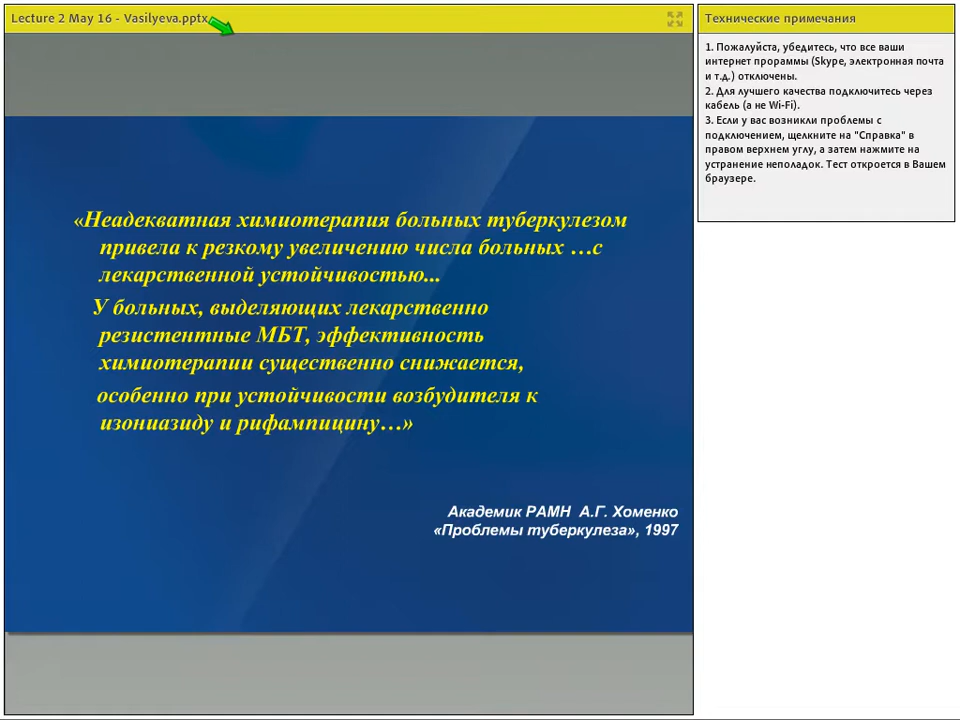 Lecture 2 May 16 - Vasilyeva.pptx
«Неадекватная химиотерапия больных туберкулезом
привела к резкому увеличению числа больных …с
лекарственной устойчивостью...
У больных, выделяющих лекарственно
резистентные МБТ, эффективность
химиотерапии существенно снижается,
особенно при устойчивости возбудителя к
изониазиду и рифампицину…»
Академик РАМН А.Г. Хоменко
«Проблемы туберкулеза», 1997
Технические примечания
1. Пожалуйста, убедитесь, что все ваши
интернет прораммы (Skype, электронная почта
и т.д.) отключены.
2. Для лучшего качества подключитесь через
кабель (а не Wi-Fi).
3. Если у вас возникли проблемы с
подключением, щелкните на "Справка" в
правом верхнем углу, а затем нажмите на
устранение неполадок. Тест откроется в Вашем
браузере.